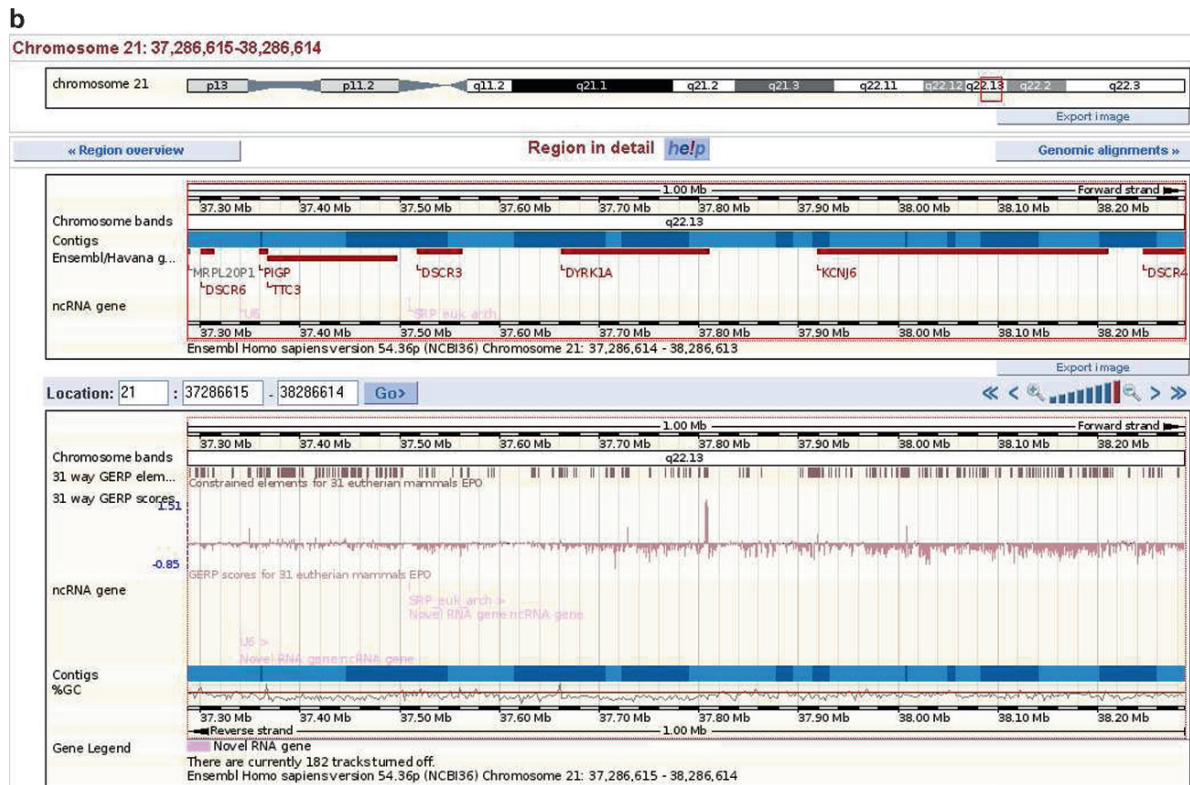 b
Chromosome 21: 37,286,615-38,286,614
chromosome 21 p13 p11.2 q11.2 q21.1 q21.2 q21.3 q22.11 q22.12 q22.13 q22.2 q22.3
Export image
« Region overview Region in detail he!p Genomic alignments »
1.00 Mb Forward strand
37.30 Mb 37.40 Mb 37.50 Mb 37.60 Mb 37.70 Mb 37.80 Mb 37.90 Mb 38.00 Mb 38.10 Mb 38.20 Mb
Chromosome bands q22.13
Contigs
Ensembl/Havana g...
MRPL20P1 PIGP DSCR3 DYRK1A KCNJ6 DSCR4
DSCR6 TTC3
ncRNA gene
U6 SRP_euk_arch
37.30 Mb 37.40 Mb 37.50 Mb 37.60 Mb 37.70 Mb 37.80 Mb 37.90 Mb 38.00 Mb 38.10 Mb 38.20 Mb
Ensembl Homo sapiens version 54.36p (NCBI36) Chromosome 21: 37,286,614 - 38,286,613
Export image
Location: 21 : 37286615 - 38286614 Go>
1.00 Mb Forward strand
37.30 Mb 37.40 Mb 37.50 Mb 37.60 Mb 37.70 Mb 37.80 Mb 37.90 Mb 38.00 Mb 38.10 Mb 38.20 Mb
Chromosome bands q22.13
31 way GERP elem...
Constrained elements for 31 eutherian mammals EPO
31 way GERP scores
1.51
-0.85
GERP scores for 31 eutherian mammals EPO
ncRNA gene
SRP_euk_arch >
Novel RNA gene ncRNA gene
U6 >
Novel RNA gene ncRNA gene
Contigs
%GC
37.30 Mb 37.40 Mb 37.50 Mb 37.60 Mb 37.70 Mb 37.80 Mb 37.90 Mb 38.00 Mb 38.10 Mb 38.20 Mb
Reverse strand 1.00 Mb
Gene Legend Novel RNA gene
There are currently 182 tracks turned off.
Ensembl Homo sapiens version 54.36p (NCBI36) Chromosome 21: 37,286,615 - 38,286,614